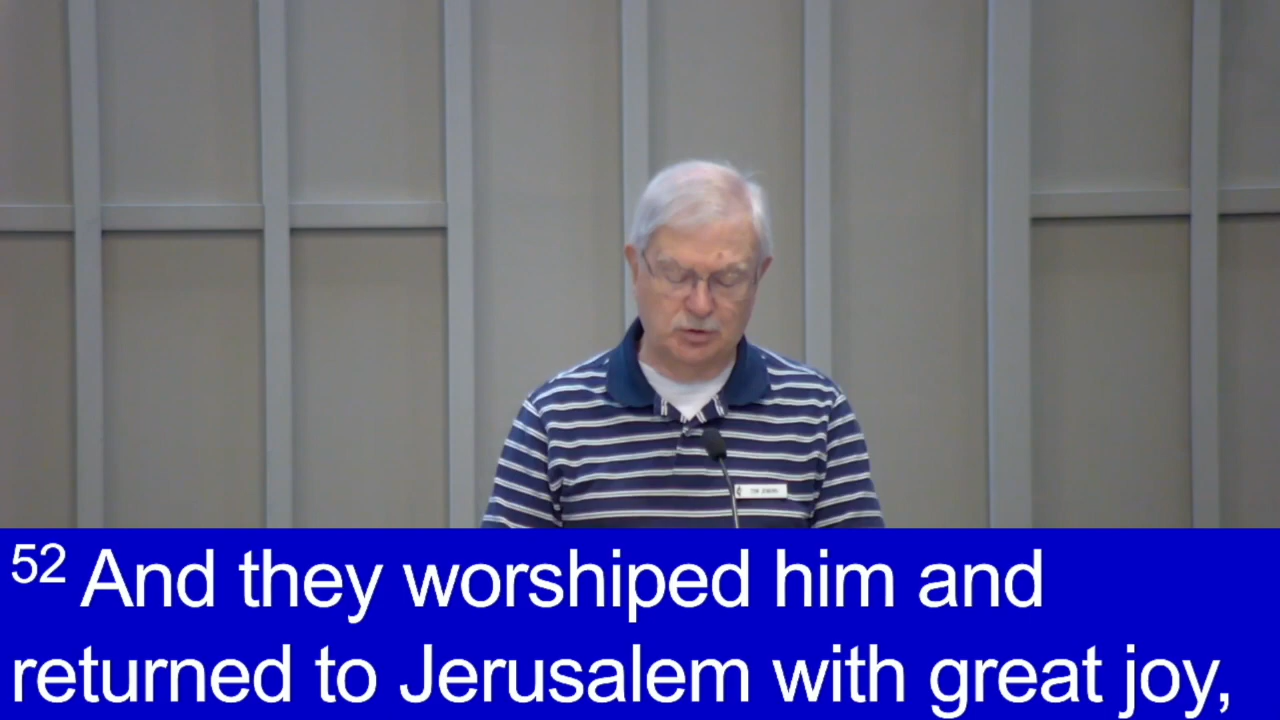 52 And they worshiped him and
returned to Jerusalem with great joy,